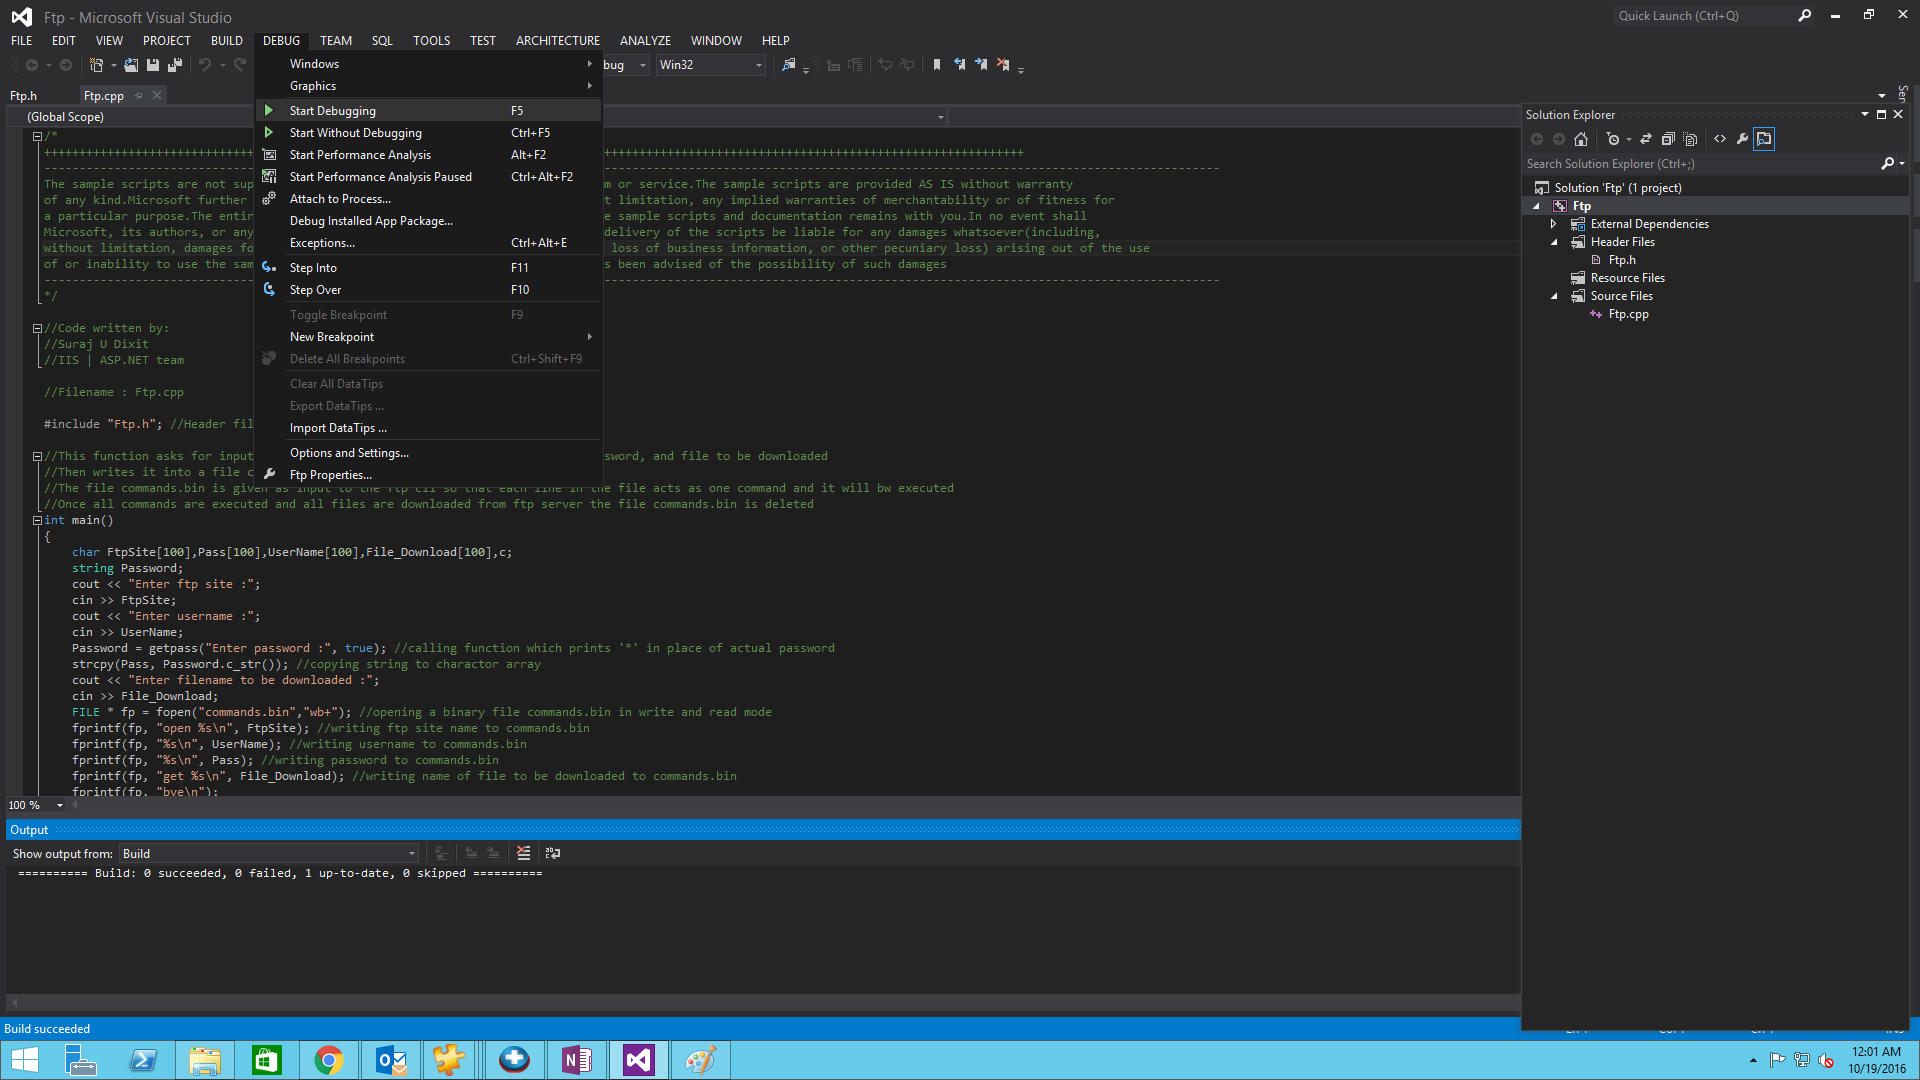 Ftp - Microsoft Visual Studio
Quick Launch (Ctrl+Q)
FILE EDIT VIEW PROJECT BUILD DEBUG TEAM SQL TOOLS TEST ARCHITECTURE ANALYZE WINDOW HELP
bug Win32
Ftp.h Ftp.cpp
(Global Scope)
Windows
Graphics
Start Debugging F5
Start Without Debugging Ctrl+F5
Start Performance Analysis Alt+F2
Start Performance Analysis Paused Ctrl+Alt+F2
Attach to Process...
Debug Installed App Package...
Exceptions... Ctrl+Alt+E
Step Into F11
Step Over F10
Toggle Breakpoint F9
New Breakpoint
Delete All Breakpoints Ctrl+Shift+F9
Clear All DataTips
Export DataTips ...
Import DataTips ...
Options and Settings...
Ftp Properties...
/*
The sample scripts are not sup m or service.The sample scripts are provided AS IS without warranty
of any kind.Microsoft further t limitation, any implied warranties of merchantability or of fitness for
a particular purpose.The entir e sample scripts and documentation remains with you.In no event shall
Microsoft, its authors, or any delivery of the scripts be liable for any damages whatsoever(including,
without limitation, damages fo loss of business information, or other pecuniary loss) arising out of the use
of or inability to use the sam s been advised of the possibility of such damages
*/
//Code written by:
//Suraj U Dixit
//IIS | ASP.NET team
//Filename : Ftp.cpp
#include "Ftp.h"; //Header fil
//This function asks for input sword, and file to be downloaded
//Then writes it into a file c
//The file commands.bin is given as input to the ftp cli so that each line in the file acts as one command and it will bw executed
//Once all commands are executed and all files are downloaded from ftp server the file commands.bin is deleted
int main()
{
char FtpSite[100],Pass[100],UserName[100],File_Download[100],c;
string Password;
cout << "Enter ftp site :";
cin >> FtpSite;
cout << "Enter username :";
cin >> UserName;
Password = getpass("Enter password :", true); //calling function which prints '*' in place of actual password
strcpy(Pass, Password.c_str()); //copying string to charactor array
cout << "Enter filename to be downloaded :";
cin >> File_Download;
FILE * fp = fopen("commands.bin","wb+"); //opening a binary file commands.bin in write and read mode
fprintf(fp, "open %s\n", FtpSite); //writing ftp site name to commands.bin
fprintf(fp, "%s\n", UserName); //writing username to commands.bin
fprintf(fp, "%s\n", Pass); //writing password to commands.bin
fprintf(fp, "get %s\n", File_Download); //writing name of file to be downloaded to commands.bin
fprintf(fp, "bye\n");
100 %
Output
Show output from: Build
========== Build: 0 succeeded, 0 failed, 1 up-to-date, 0 skipped ==========
Build succeeded
Solution Explorer
Search Solution Explorer (Ctrl+;)
Solution 'Ftp' (1 project)
Ftp
External Dependencies
Header Files
Ftp.h
Resource Files
Source Files
Ftp.cpp
12:01 AM
10/19/2016